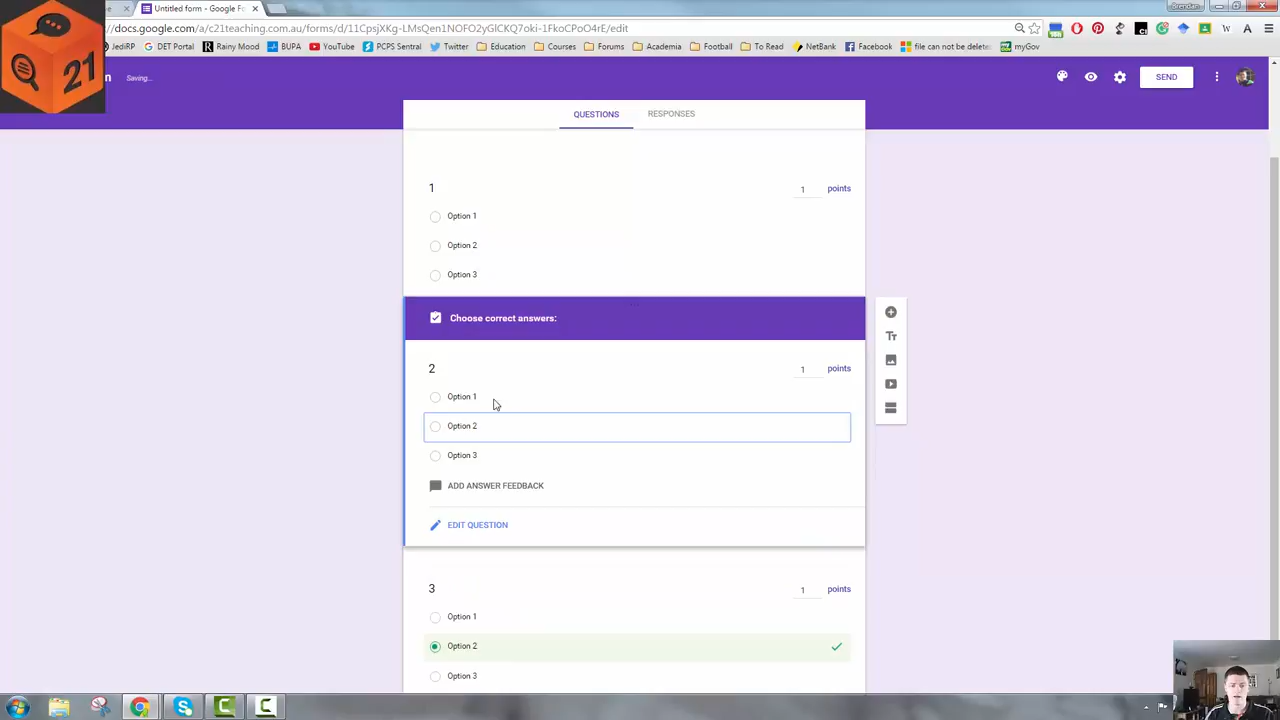 21
Untitled form - Google Fo
Brendan
//docs.google.com/a/c21teaching.com.au/forms/d/11CpsjXKg-LMsQen1NOFO2yGlCKQ7oki-1FkoCPoO4rE/edit
JediRP
DET Portal
Rainy Mood
BUPA
YouTube
PCPS Sentral
Twitter
Education
Courses
Forums
Academia
Football
To Read
NetBank
Facebook
file can not be delete
myGov
Saving...
SEND
QUESTIONS
RESPONSES
1
1 points
Option 1
Option 2
Option 3
Choose correct answers:
2
1 points
Option 1
Option 2
Option 3
ADD ANSWER FEEDBACK
EDIT QUESTION
3
1 points
Option 1
Option 2
Option 3